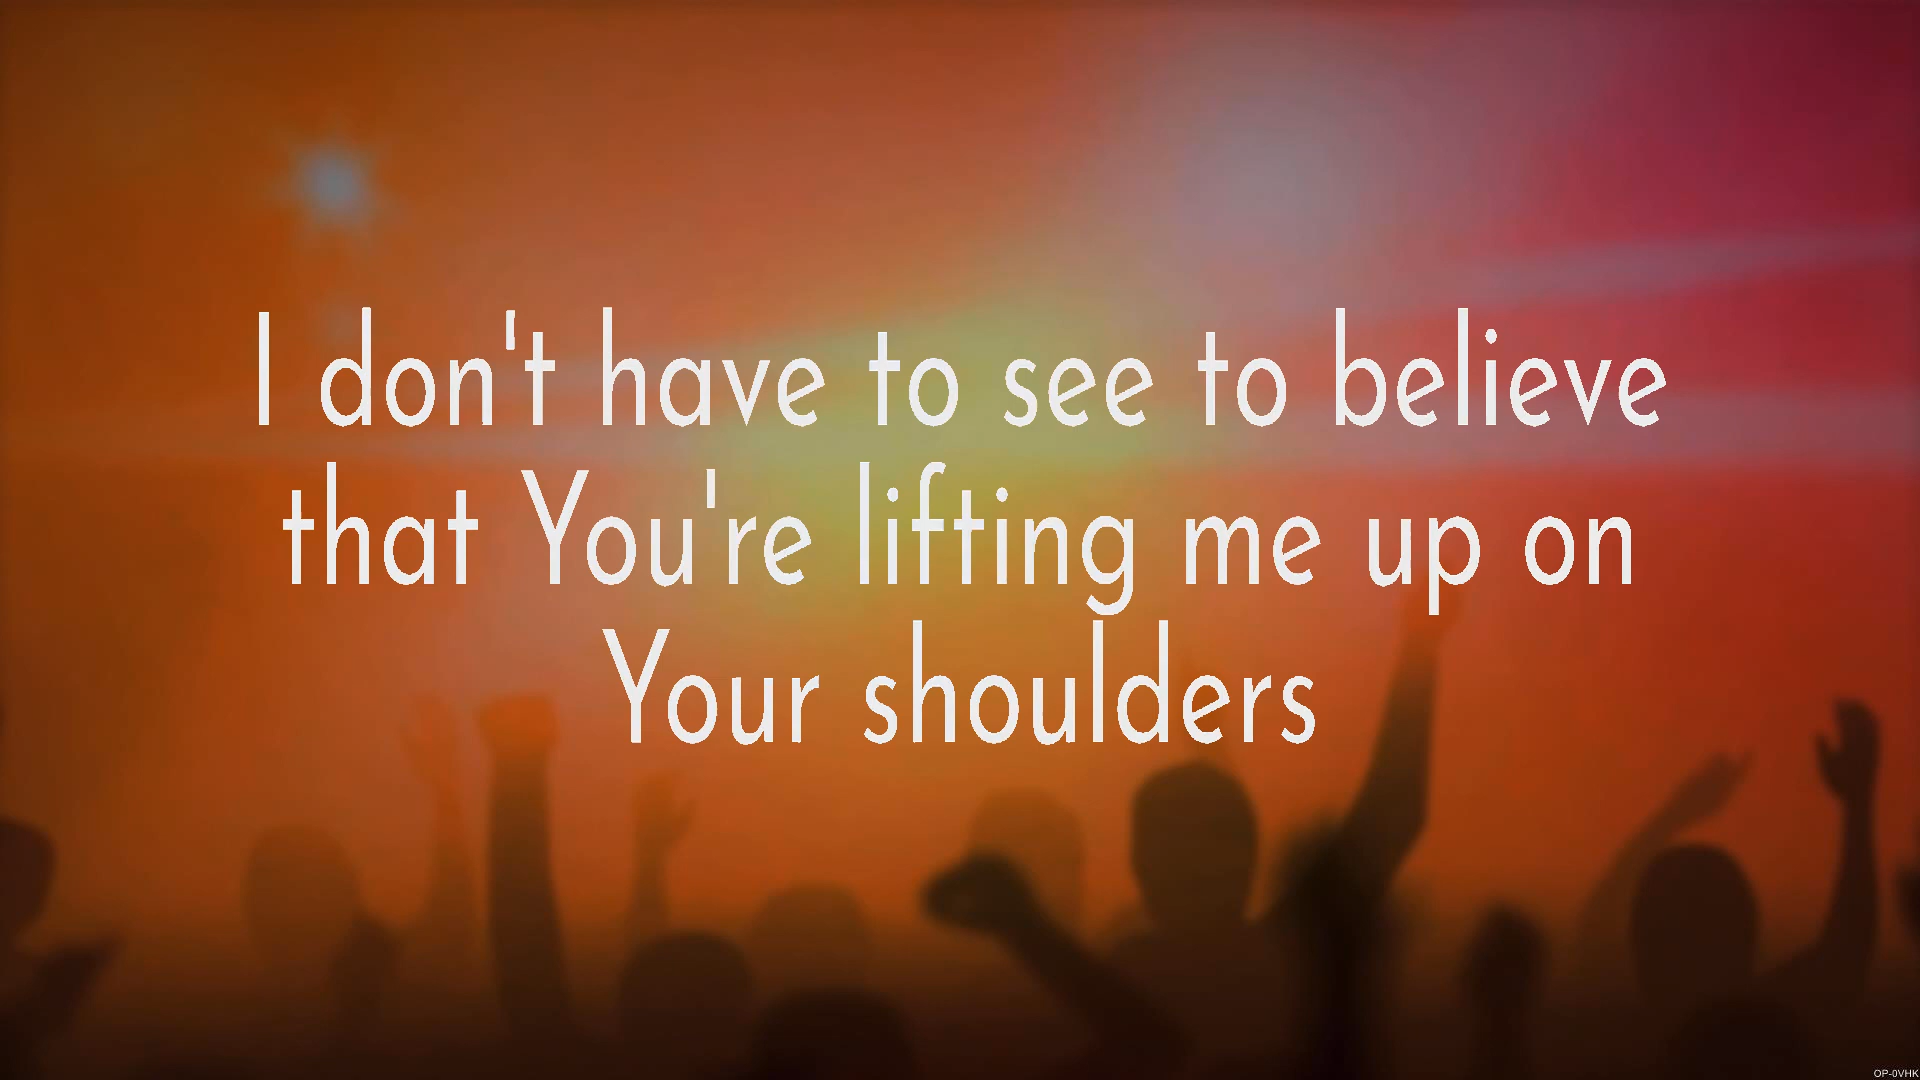 I don't have to see to believe
that You're lifting me up on
Your shoulders
OP-0VHK